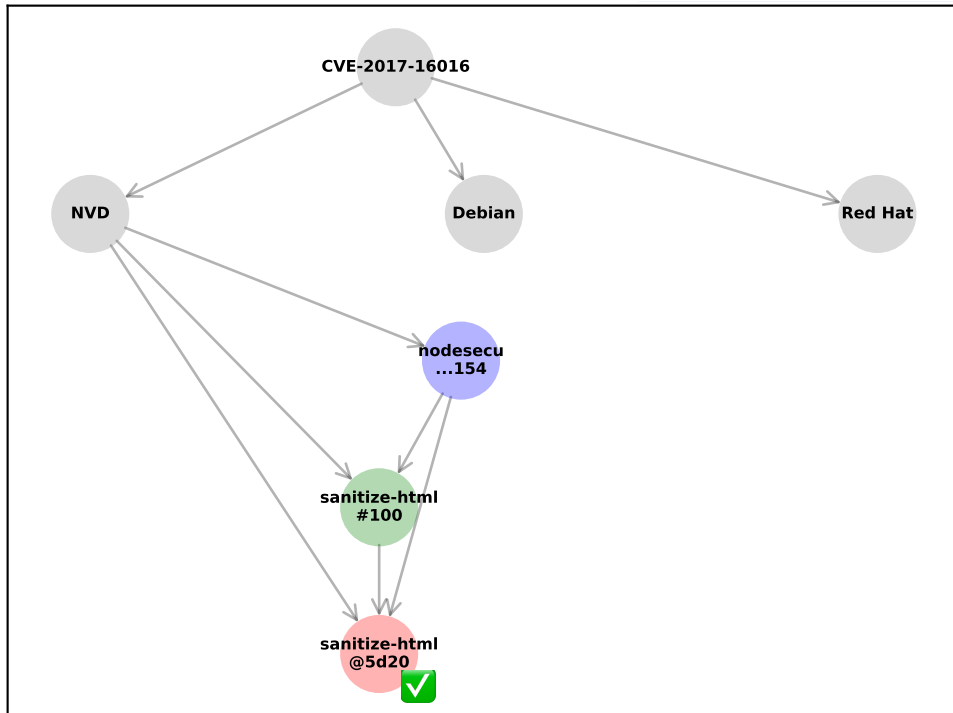 CVE-2017-16016
NVD
Debian
Red Hat
nodesecu
...154
sanitize-html
#100
sanitize-html
@5d20